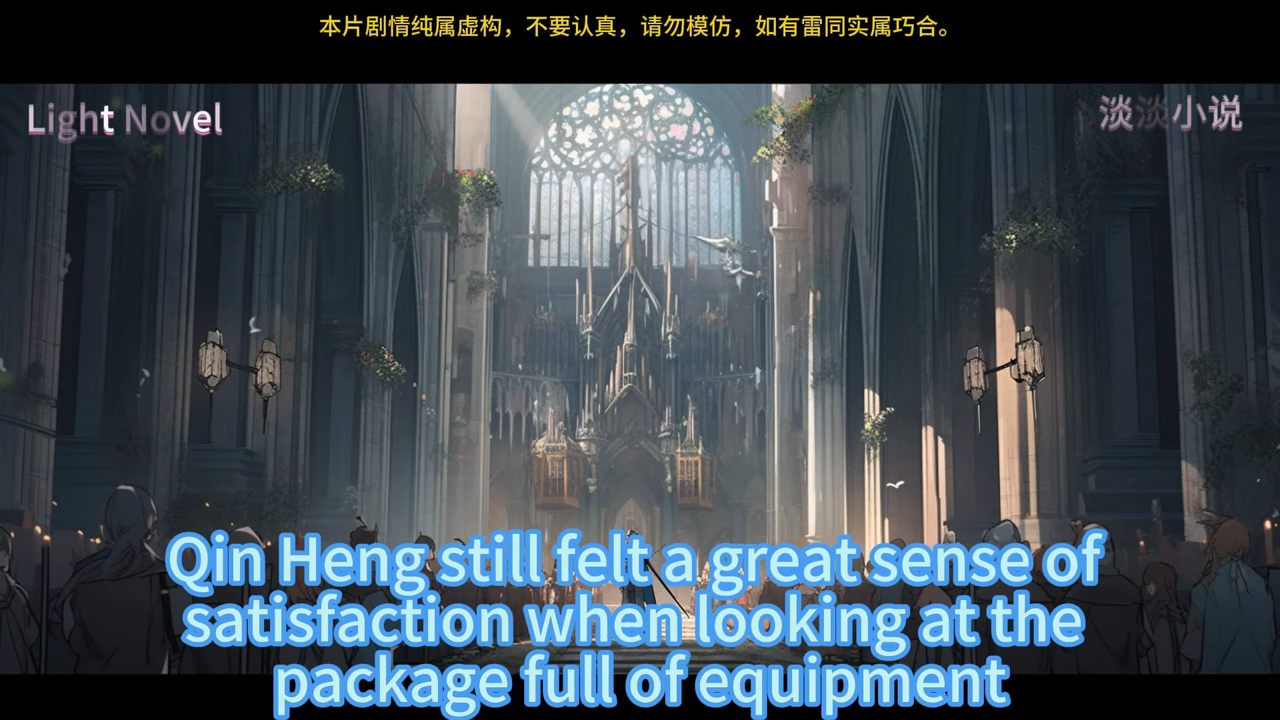 本片剧情纯属虚构，不要认真，请勿模仿，如有雷同实属巧合。
Light Novel
淡淡小说
Qin Heng still felt a great sense of
satisfaction when looking at the
package full of equipment